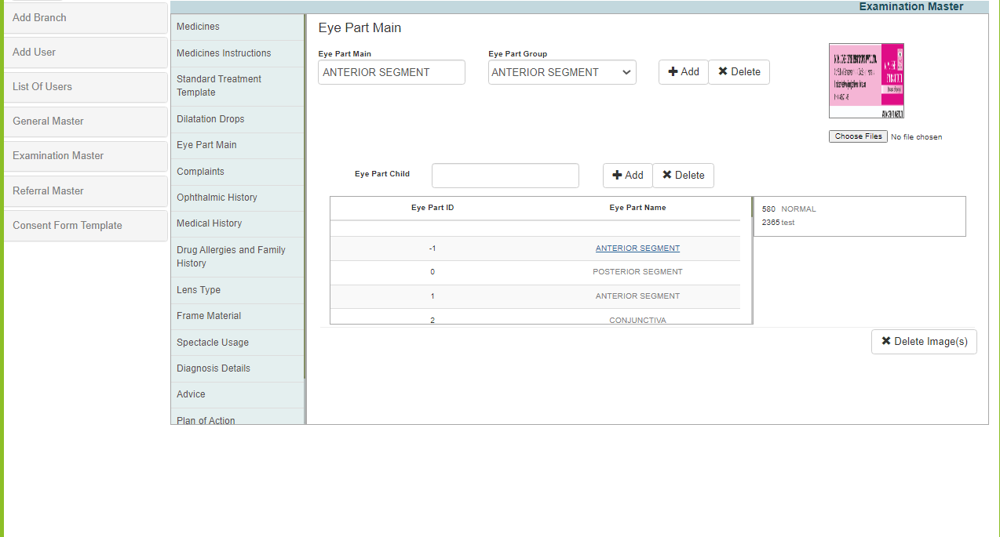 Examination Master
Add Branch
Add User
List Of Users
General Master
Examination Master
Referral Master
Consent Form Template
Medicines
Medicines Instructions
Standard Treatment
Template
Dilatation Drops
Eye Part Main
Complaints
Ophthalmic History
Medical History
Drug Allergies and Family
History
Lens Type
Frame Material
Spectacle Usage
Diagnosis Details
Advice
Plan of Action
Eye Part Main
Eye Part Main
Eye Part Group
ANTERIOR SEGMENT
ANTERIOR SEGMENT
Add
Delete
Choose Files No file chosen
Eye Part Child
Add
Delete
Eye Part ID Eye Part Name
-1 ANTERIOR SEGMENT
0 POSTERIOR SEGMENT
1 ANTERIOR SEGMENT
2 CONJUNCTIVA
580 NORMAL
2365 test
Delete Image(s)